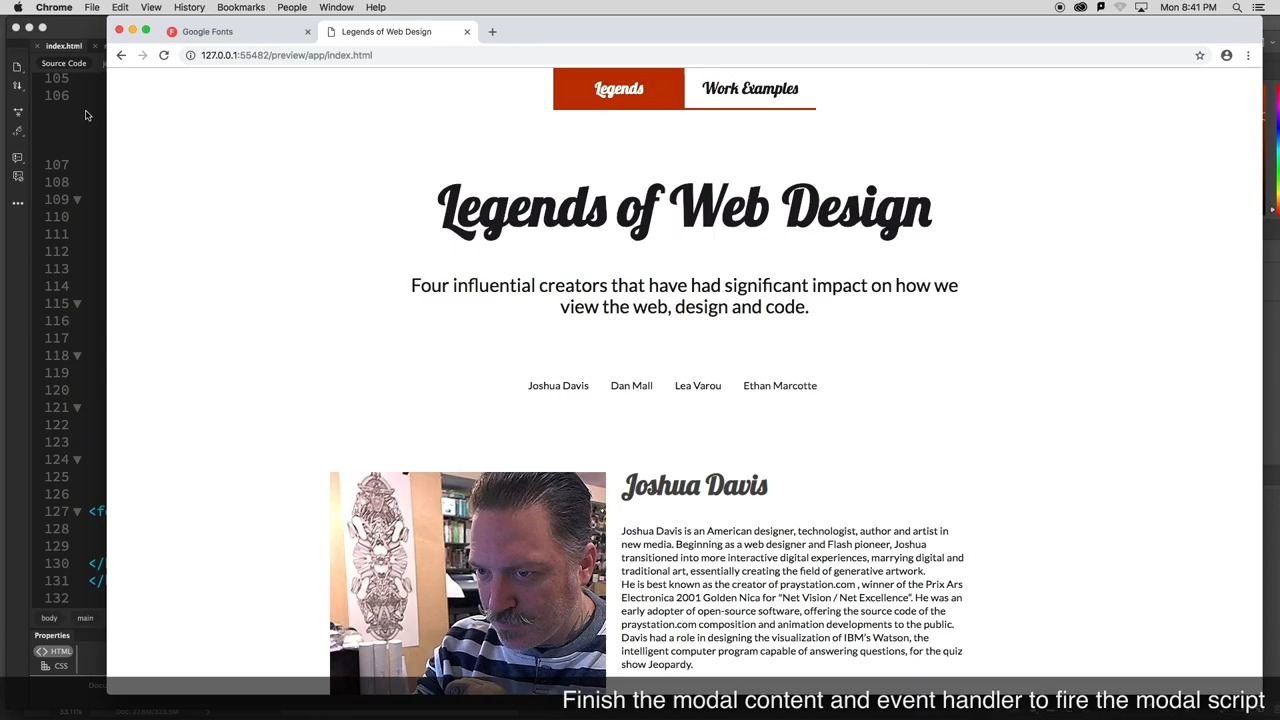 Chrome File Edit View History Bookmarks People Window Help Mon 8:41 PM
Google Fonts Legends of Web Design
index.html
127.0.0.1:55482/preview/app/index.html
Source Code
105
106
107
108
109
110
111
112
113
114
115
116
117
118
119
120
121
122
123
124
125
126
127 <f
128
129
130 </
131 </
132
body main
Properties
HTML
CSS
Legends Work Examples
Legends of Web Design
Four influential creators that have had significant impact on how we
view the web, design and code.
Joshua Davis Dan Mall Lea Varou Ethan Marcotte
Joshua Davis
Joshua Davis is an American designer, technologist, author and artist in
new media. Beginning as a web designer and Flash pioneer, Joshua
transitioned into more interactive digital experiences, marrying digital and
traditional art, essentially creating the field of generative artwork.
He is best known as the creator of praystation.com , winner of the Prix Ars
Electronica 2001 Golden Nica for "Net Vision / Net Excellence". He was an
early adopter of open-source software, offering the source code of the
praystation.com composition and animation developments to the public.
Davis had a role in designing the visualization of IBM's Watson, the
intelligent computer program capable of answering questions, for the quiz
show Jeopardy.
Finish the modal content and event handler to fire the modal script